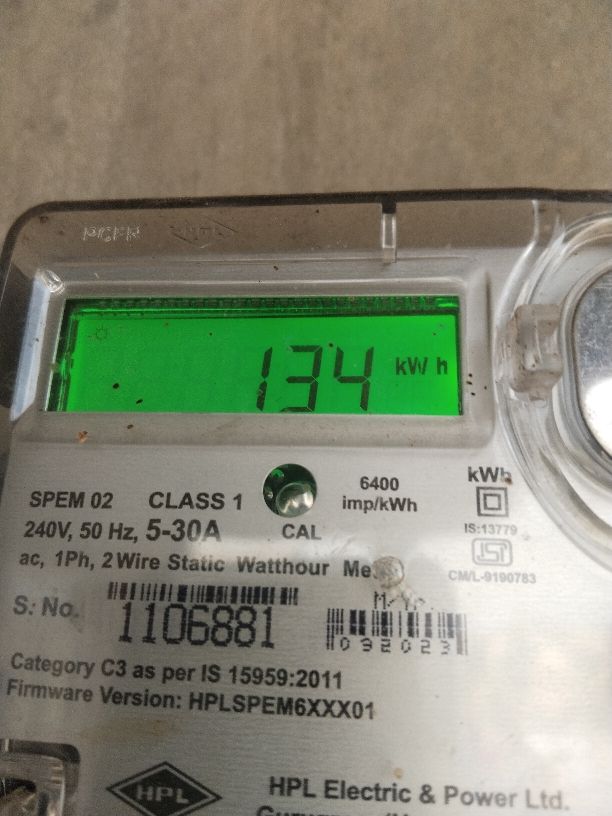 134 kW h
SPEM 02 CLASS 1
6400
imp/kWh
kWh
240V, 50 Hz, 5-30A
CAL
IS:13779
ac, 1Ph, 2 Wire Static Watthour
CM/L-9190783
S. No. 1106881
M/Yr.
092023
Category C3 as per IS 15959:2011
Firmware Version: HPLSPEM6XXX01
HPL
HPL Electric & Power Ltd.